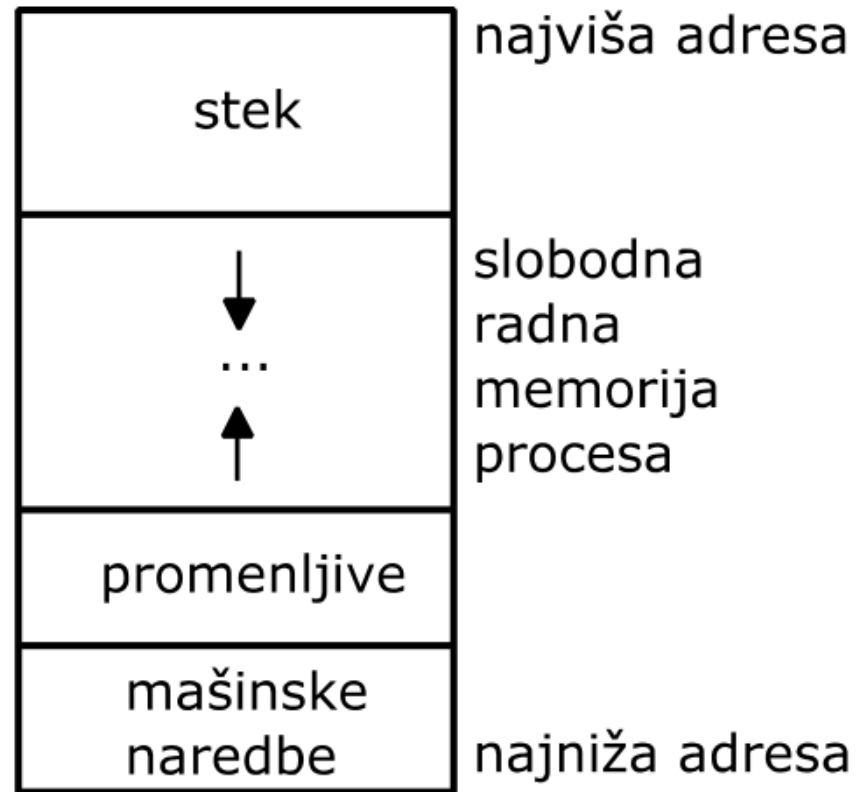 najviša adresa
stek
slobodna
radna
memorija
procesa
...
promenljive
mašinske
naredbe
najniža adresa